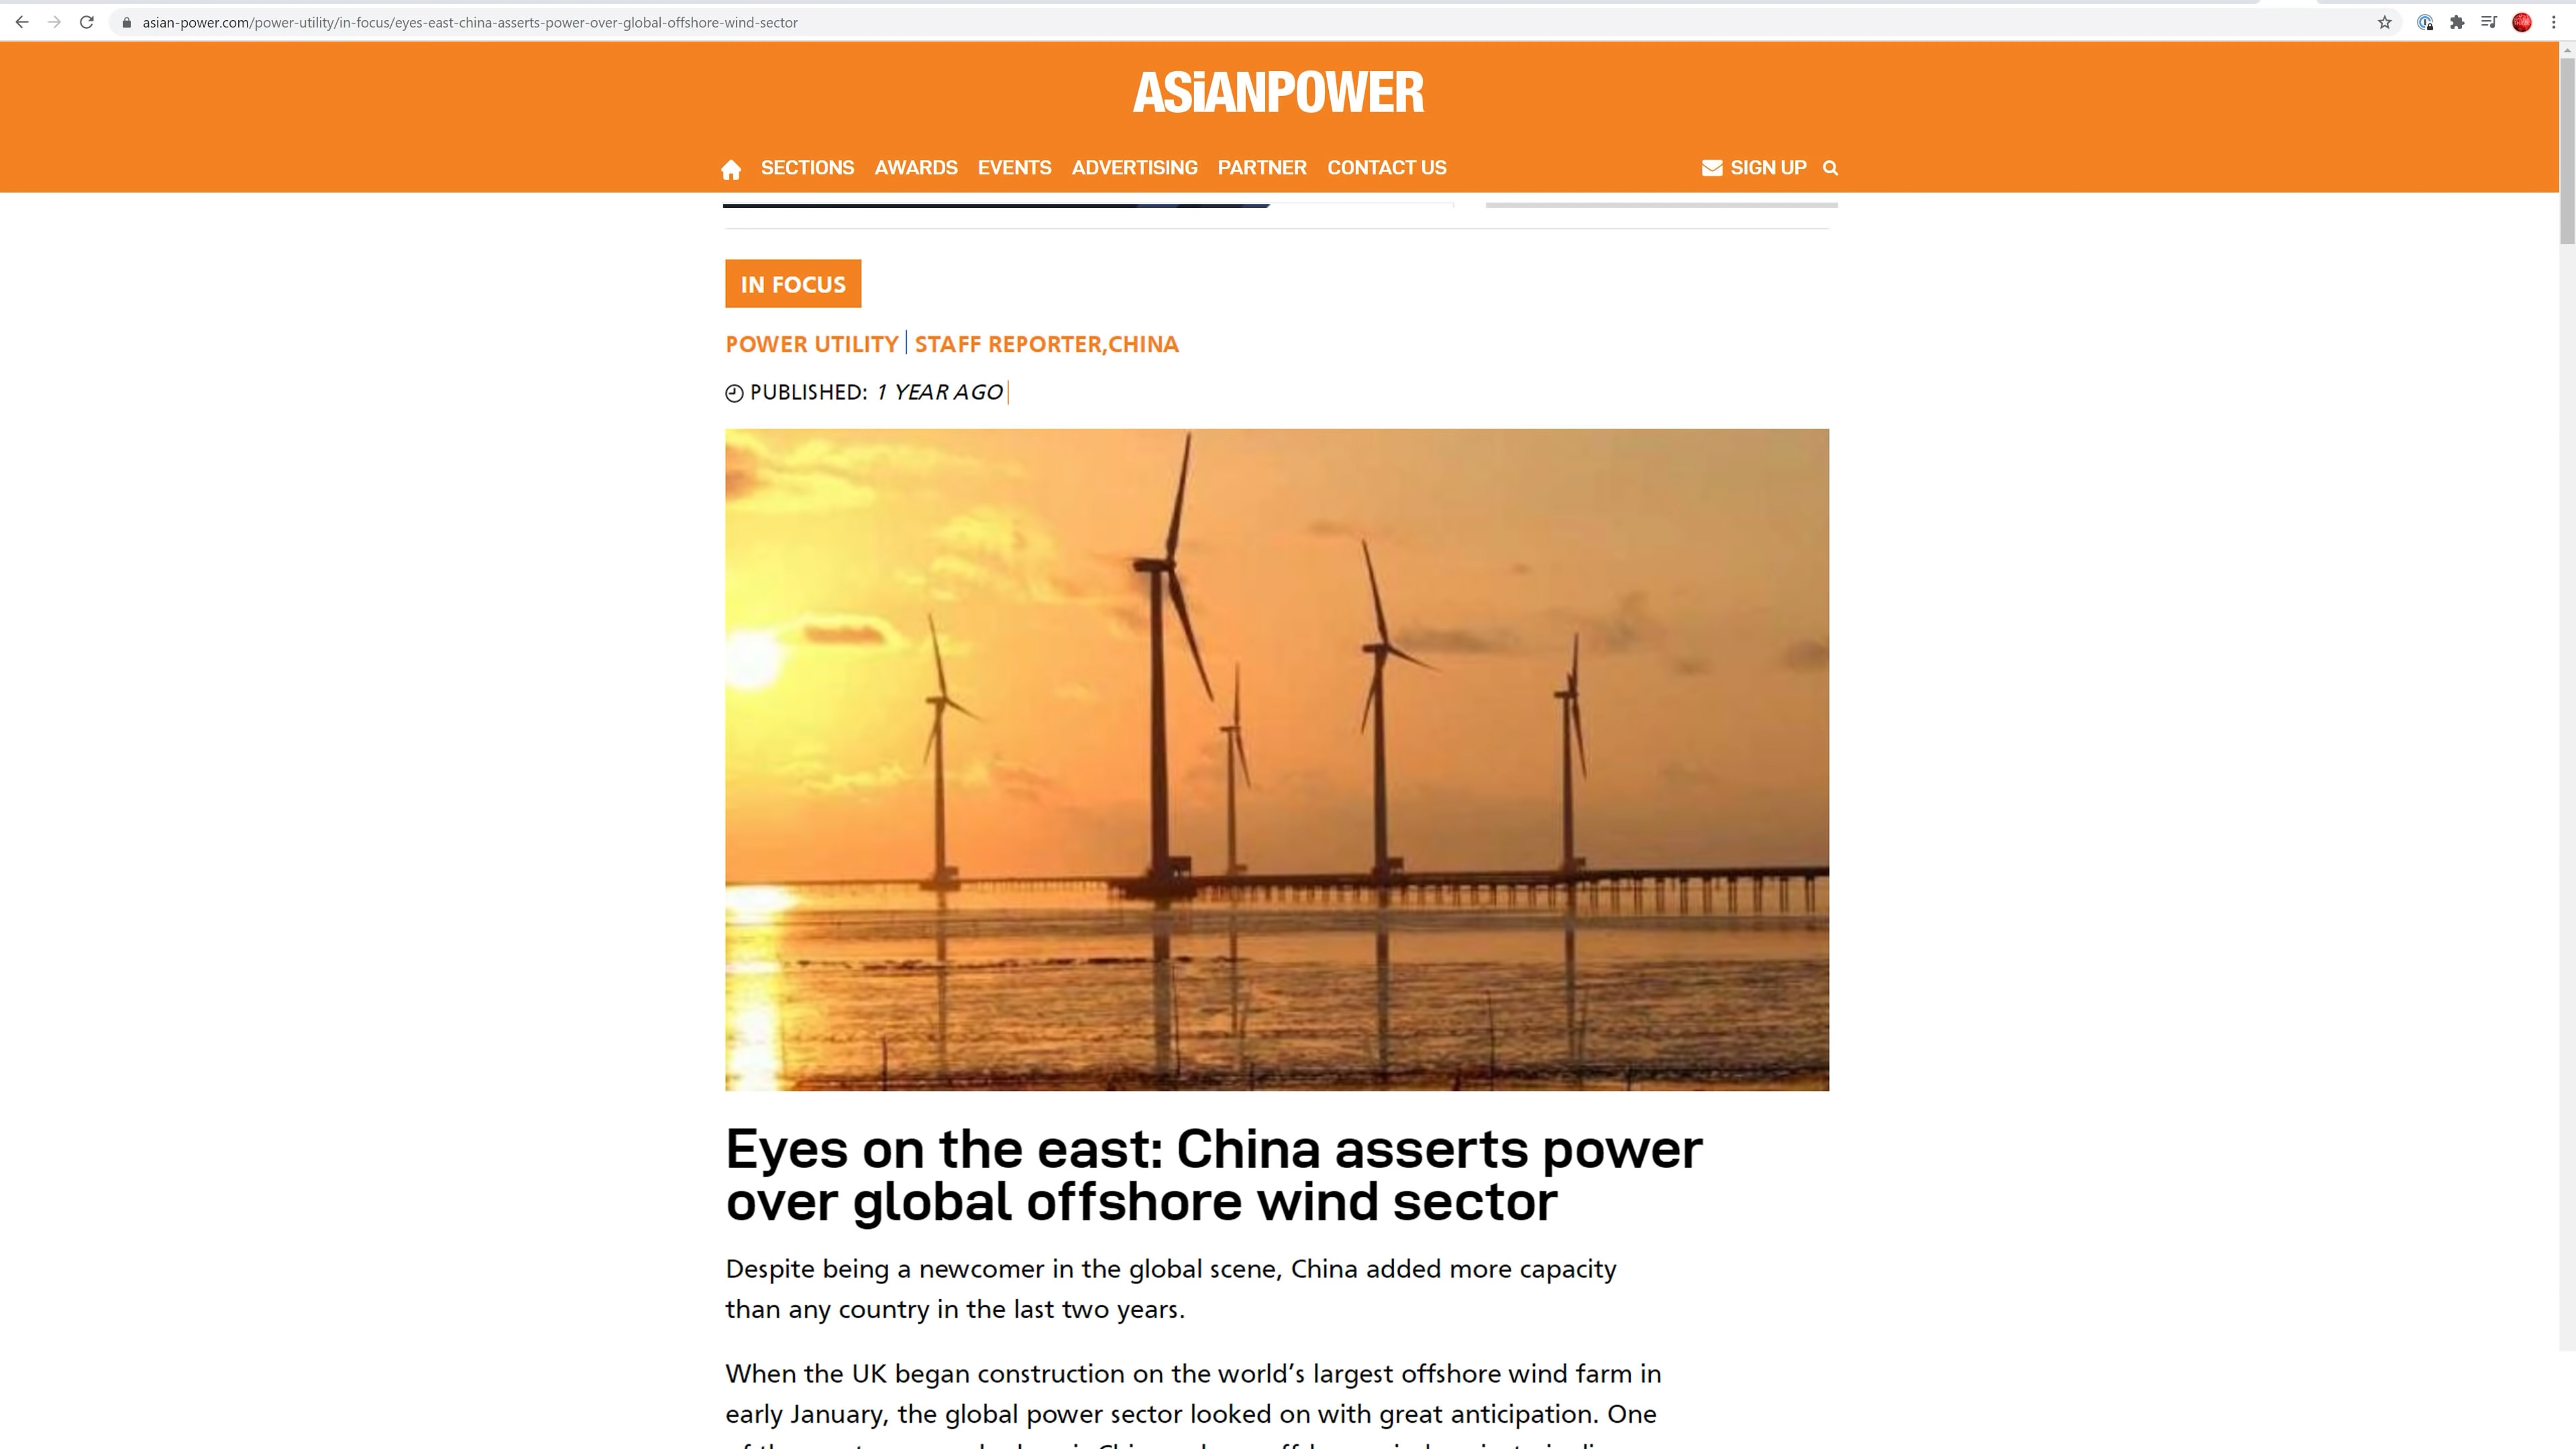 asian-power.com/power-utility/in-focus/eyes-east-china-asserts-power-over-global-offshore-wind-sector
ASiANPOWER
SECTIONS AWARDS EVENTS ADVERTISING PARTNER CONTACT US SIGN UP
IN FOCUS
POWER UTILITY STAFF REPORTER,CHINA
PUBLISHED: 1 YEAR AGO
Eyes on the east: China asserts power
over global offshore wind sector
Despite being a newcomer in the global scene, China added more capacity
than any country in the last two years.
When the UK began construction on the world's largest offshore wind farm in
early January, the global power sector looked on with great anticipation. One